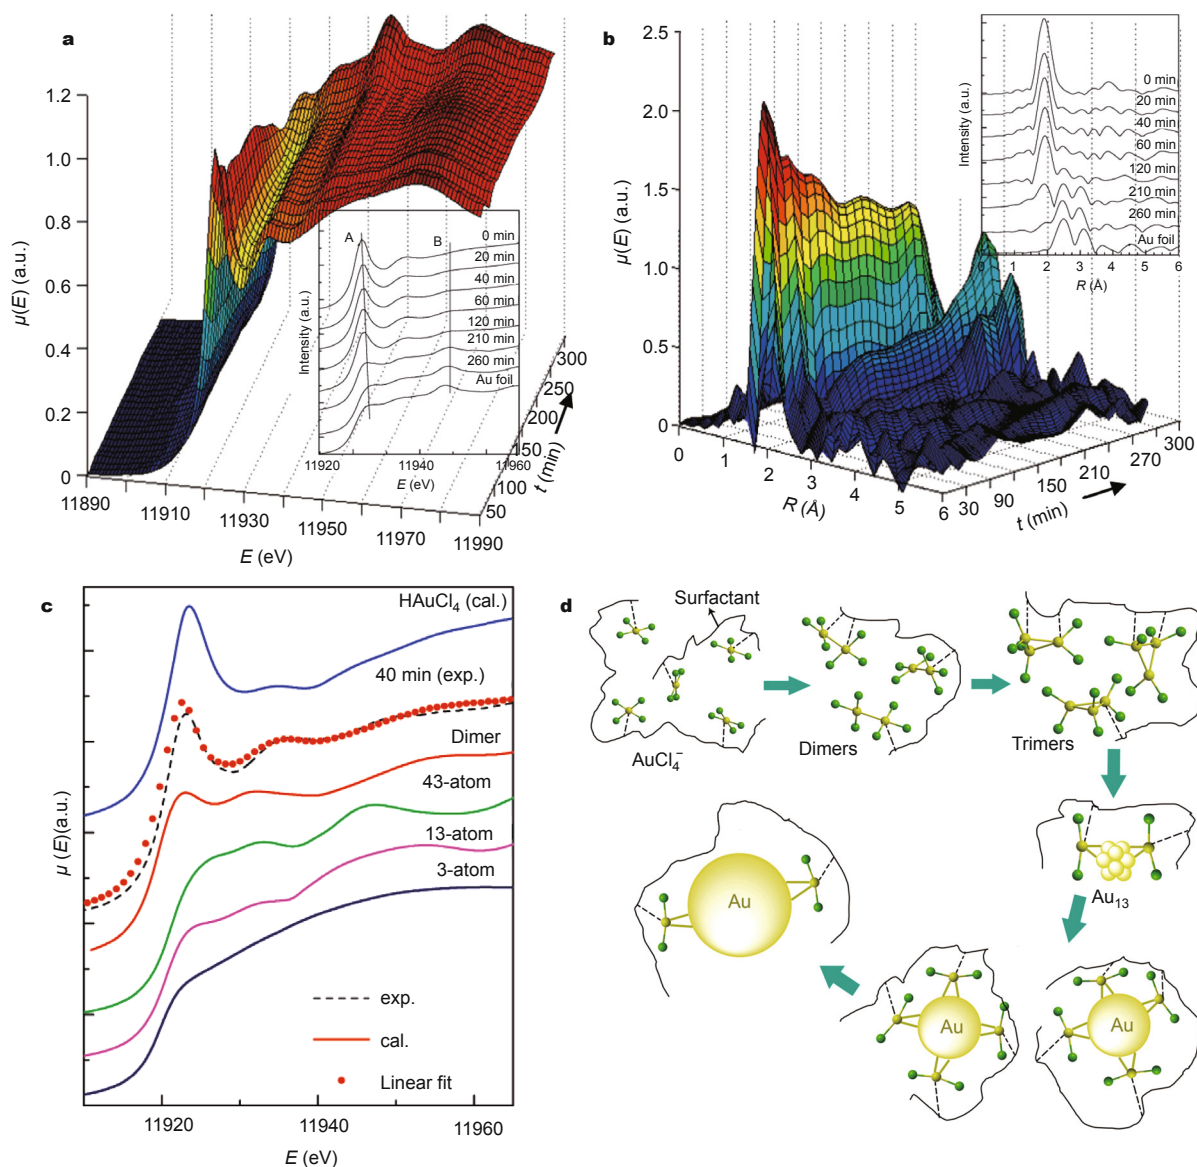 a
1.2
1.0
0.8
0.6
0.4
0.2
0
μ(E) (a.u.)
11890
11910
11930
11950
11970
11990
E (eV)
50
100
150
200
250
300
t (min)
A
B
0 min
20 min
40 min
60 min
120 min
210 min
260 min
Au foil
Intensity (a.u.)
11920
11940
11960
E (eV)
b
2.5
2.0
1.5
1.0
0.5
0
μ(E) (a.u.)
0
1
2
3
4
5
6
R (Å)
30
90
150
210
270
300
t (min)
Intensity (a.u.)
0 min
20 min
40 min
60 min
120 min
210 min
260 min
Au foil
0
1
2
3
4
5
6
R (Å)
c
HAuCl4 (cal.)
40 min (exp.)
Dimer
43-atom
13-atom
3-atom
exp.
cal.
Linear fit
μ (E)(a.u.)
11920
11940
11960
E (eV)
d
Surfactant
AuCl4−
Dimers
Trimers
Au13
Au
Au
Au